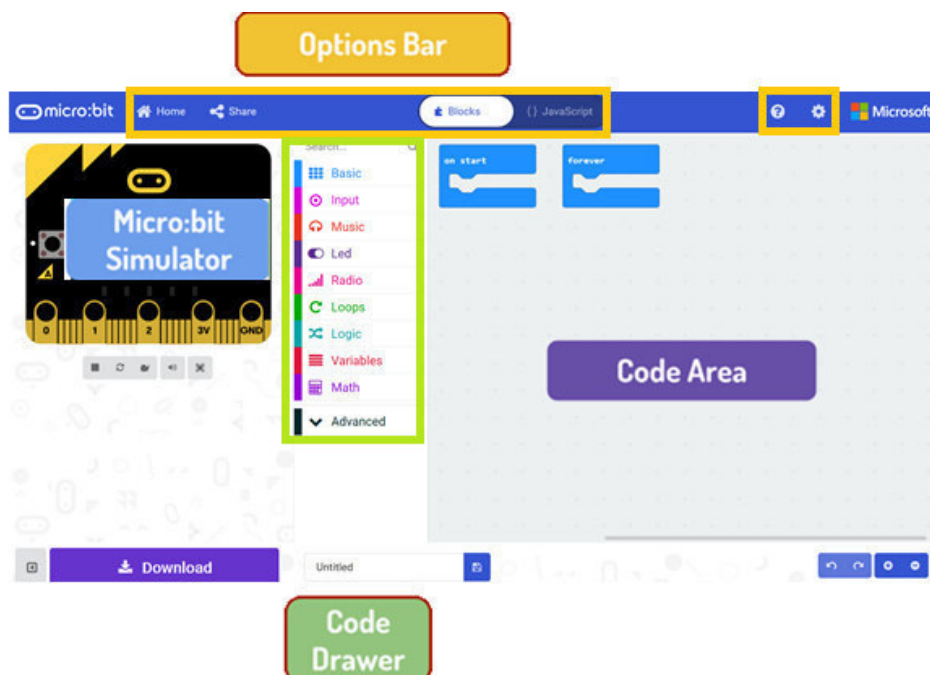 Options Bar
micro:bit
Home
Share
Blocks
{} JavaScript
Microsoft
Search...
Basic
Input
Music
Led
Radio
Loops
Logic
Variables
Math
Advanced
on start
forever
Micro:bit
Simulator
0 1 2 3V GND
Code Area
Download
Untitled
Code
Drawer